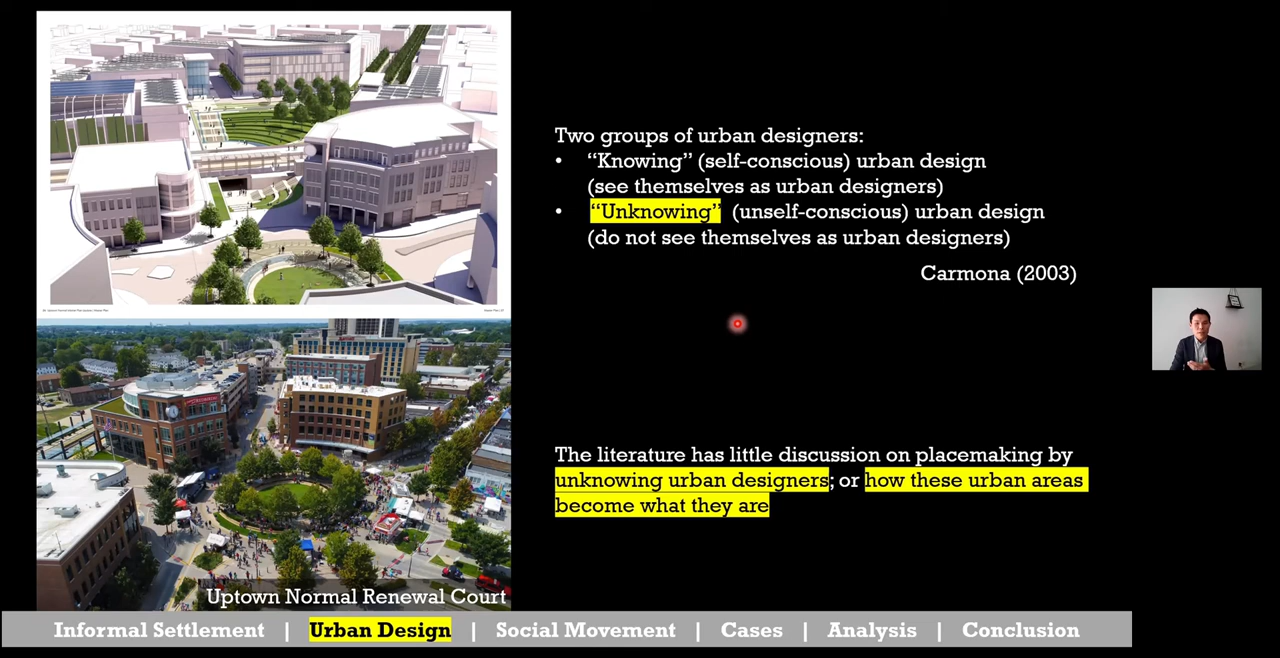 Two groups of urban designers:
• “Knowing” (self-conscious) urban design
(see themselves as urban designers)
• “Unknowing” (unself-conscious) urban design
(do not see themselves as urban designers)
Carmona (2003)
The literature has little discussion on placemaking by
unknowing urban designers; or how these urban areas
become what they are
Uptown Normal Renewal Court
Informal Settlement | Urban Design | Social Movement | Cases | Analysis | Conclusion